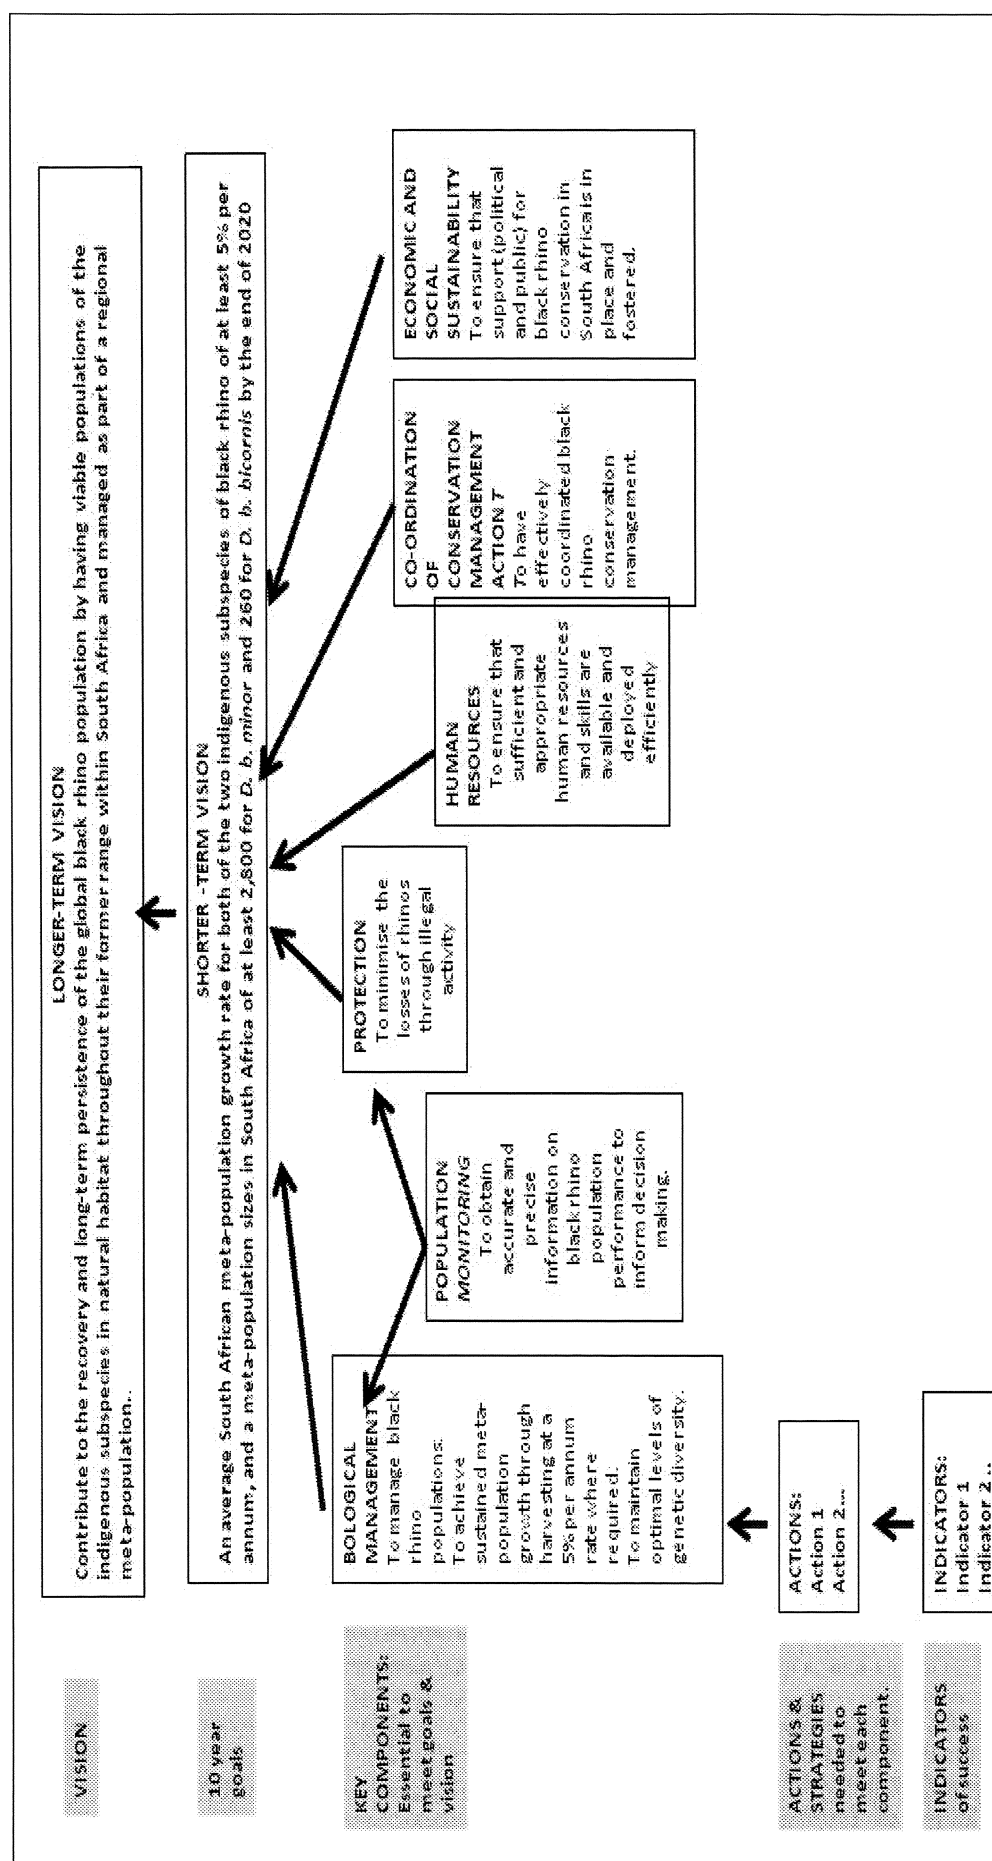 VISION
LONGER-TERM VISION
Contribute to the recovery and long-term persistence of the global black rhino population by having viable populations of the
indigenous subspecies in natural habitat throughout their former range within South Africa and managed as part of a regional
meta-population..
10 year
goals
SHORTER -TERM VISION
An average South African meta-population growth rate for both of the two indigenous subspecies of black rhino of at least 5% per
annum, and a meta-population sizes in South Africa of at least 2,800 for D. b. minor and 260 for D. b. bicornis by the end of 2020
KEY
COMPONENTS:
Essential to
meet goals &
vision
BOLOGICAL
MANAGEMENT
To manage black
rhino
populations:
To achieve
sustained meta-
population
growth through
harvesting at a
5% per annum
rate where
required.
To maintain
optimal levels of
genetic diversity.
POPULATION
MONITORING
To obtain
accurate and
precise
information on
black rhino
population
performance to
inform decision
making.
PROTECTION
To minimise the
losses of rhinos
through illegal
activity
HUMAN
RESOURCES
To ensure that
sufficient and
appropriate
human resources
and skills are
available and
deployed
efficiently
CO-ORDINATION
OF
CONSERVATION
MANAGEMENT
ACTION T
To have
effectively
coordinated black
rhino
conservation
management.
ECONOMIC AND
SOCIAL
SUSTAINABILITY
To ensure that
support (political
and public) for
black rhino
conservation in
South Africa is in
place and
fostered.
ACTIONS &
STRATEGIES
needed to
meet each
component.
ACTIONS:
Action 1
Action 2...
INDICATORS
of success
INDICATORS:
Indicator 1
Indicator 2...